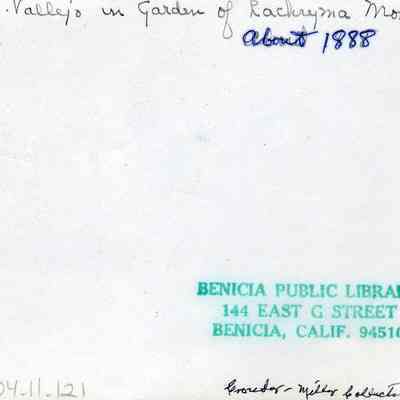 . Vallejo in Garden of Lachryma Mo
About 1888
BENICIA PUBLIC LIBRA
144 EAST G STREET
BENICIA, CALIF. 9451
04-11-121
- Miller Collect